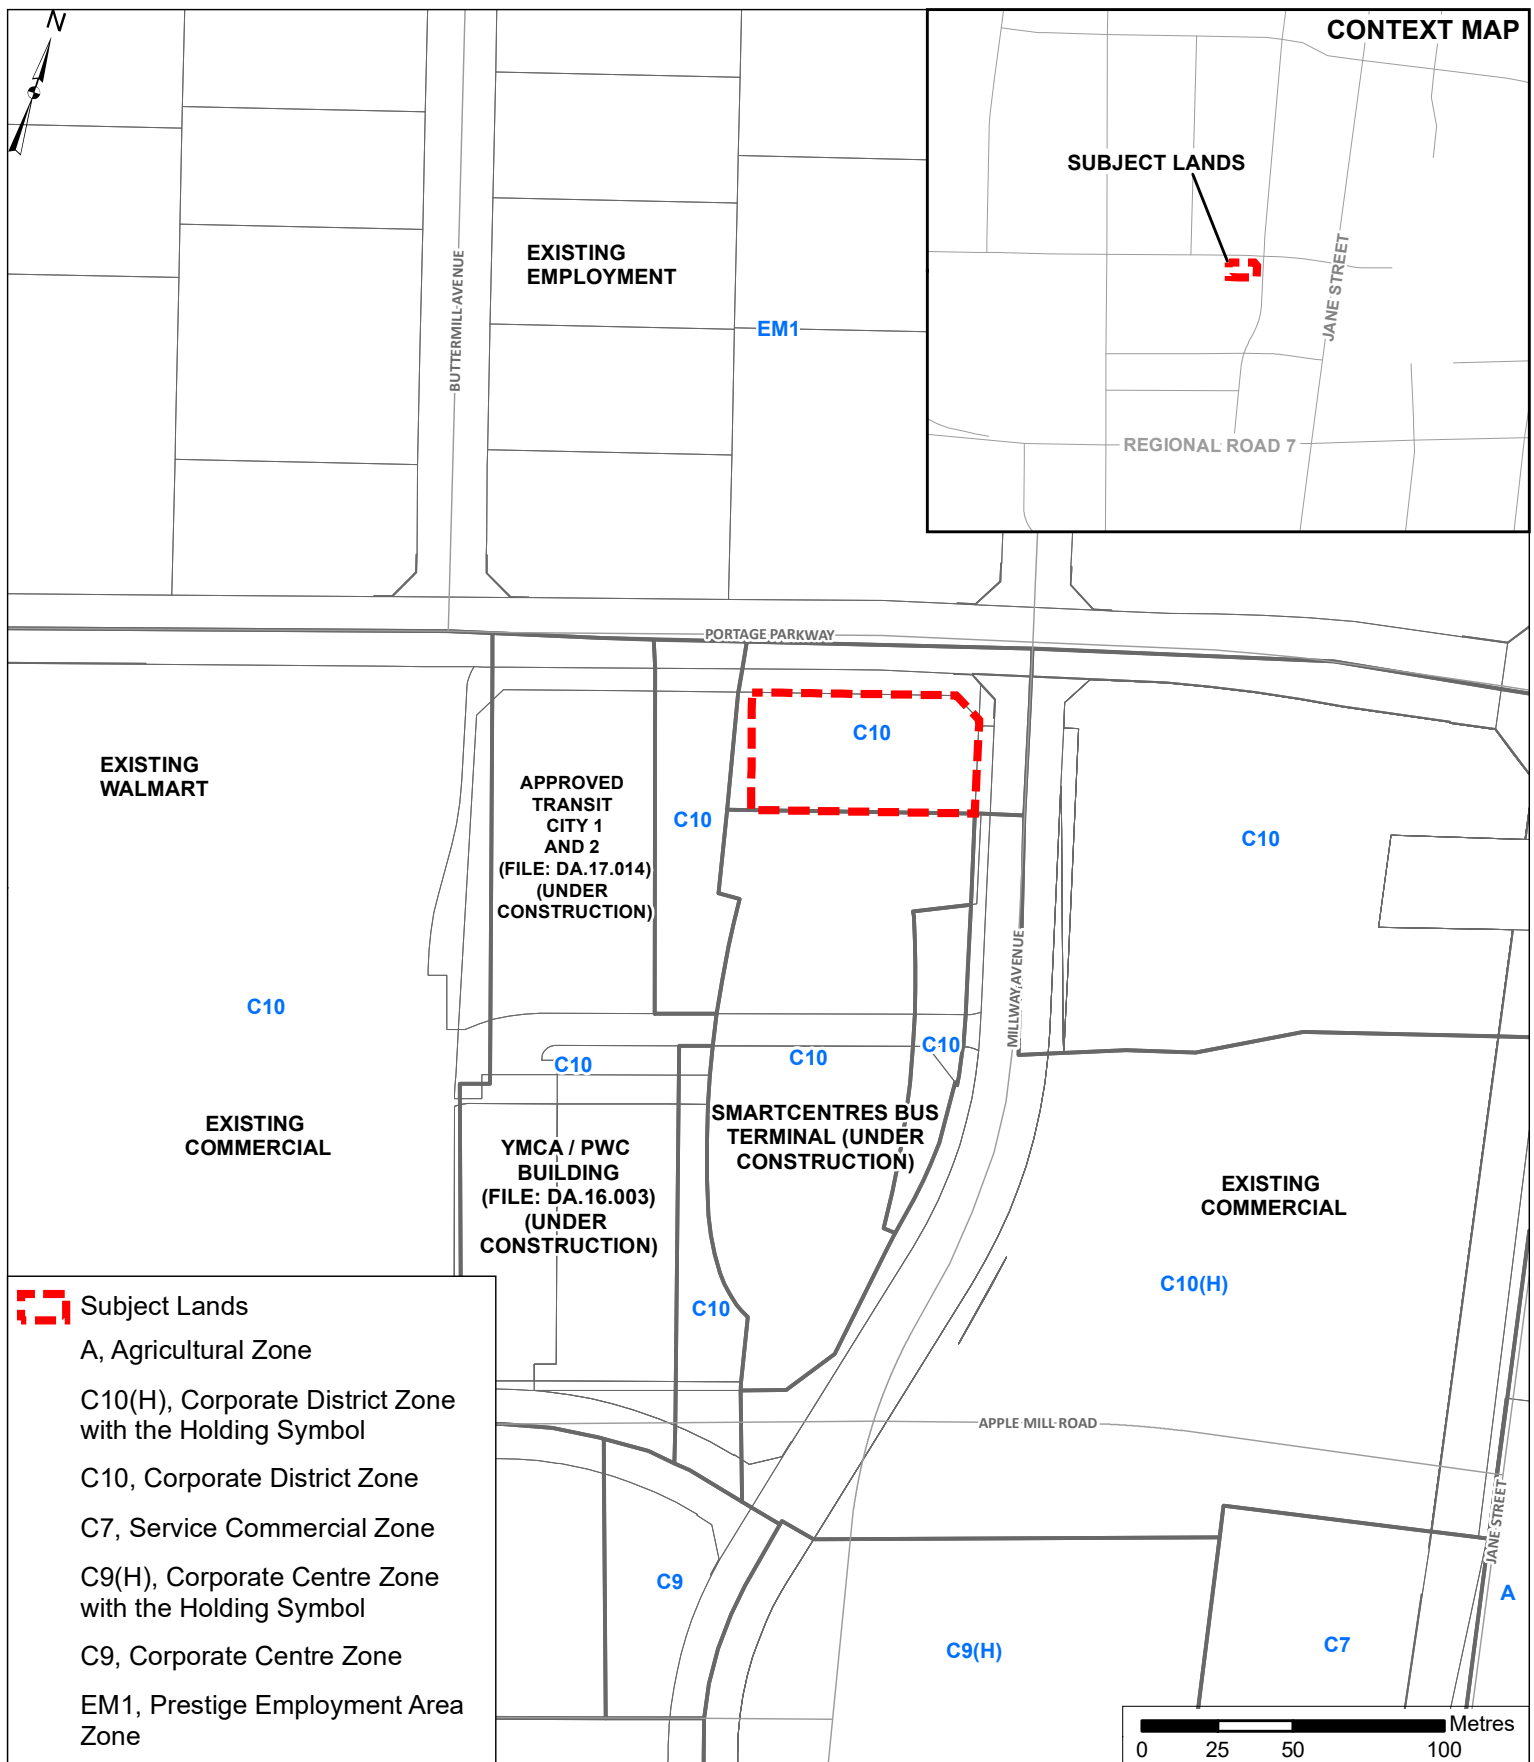 N
CONTEXT MAP
SUBJECT LANDS
JANE STREET
REGIONAL ROAD 7
BUTTERMILL AVENUE
EXISTING
EMPLOYMENT
EM1
PORTAGE PARKWAY
C10
EXISTING
WALMART
APPROVED
TRANSIT
CITY 1
AND 2
(FILE: DA.17.014)
(UNDER
CONSTRUCTION)
C10
C10
MILLWAY AVENUE
C10
C10
C10
C10
SMARTCENTRES BUS
TERMINAL (UNDER
CONSTRUCTION)
EXISTING
COMMERCIAL
YMCA / PWC
BUILDING
(FILE: DA.16.003)
(UNDER
CONSTRUCTION)
EXISTING
COMMERCIAL
C10(H)
C10
APPLE MILL ROAD
JANE STREET
C9
C9(H)
C7
A
Subject Lands
A, Agricultural Zone
C10(H), Corporate District Zone
with the Holding Symbol
C10, Corporate District Zone
C7, Service Commercial Zone
C9(H), Corporate Centre Zone
with the Holding Symbol
C9, Corporate Centre Zone
EM1, Prestige Employment Area
Zone
Metres
0 25 50 100